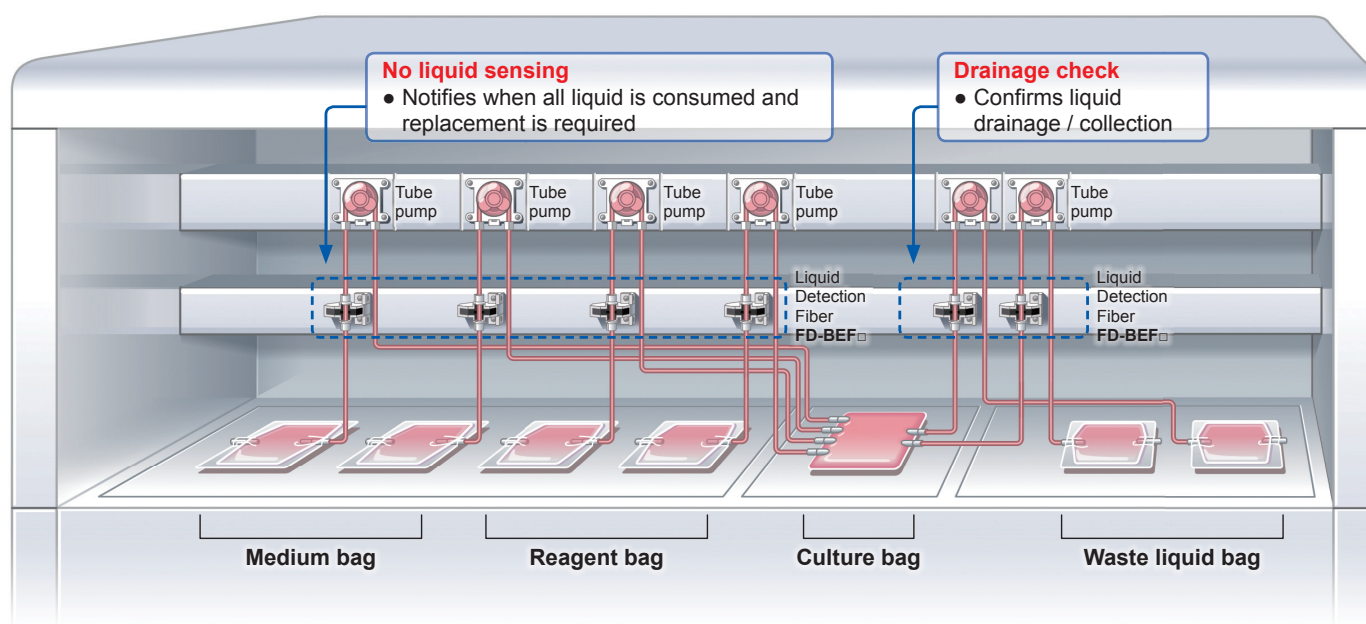 No liquid sensing
● Notifies when all liquid is consumed and
replacement is required
Drainage check
● Confirms liquid
drainage / collection
Tube
pump
Tube
pump
Tube
pump
Tube
pump
Tube
pump
Liquid
Detection
Fiber
FD-BEF□
Liquid
Detection
Fiber
FD-BEF□
Medium bag
Reagent bag
Culture bag
Waste liquid bag